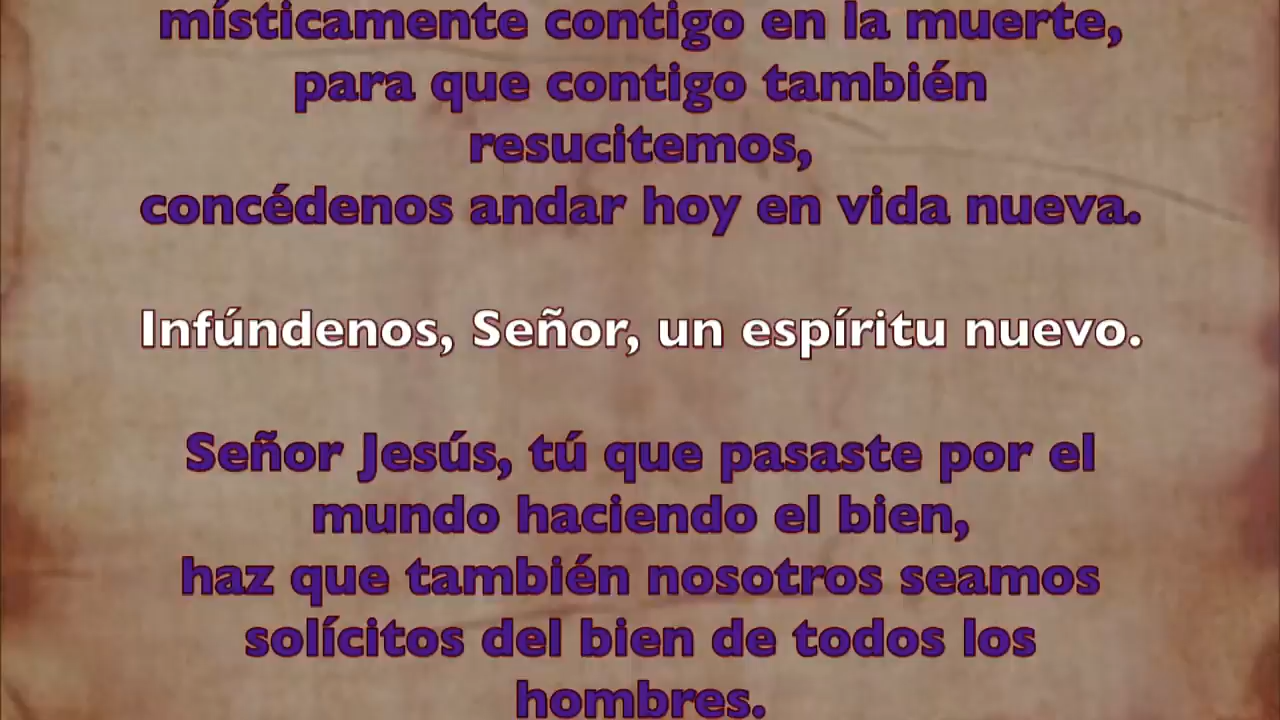 místicamente contigo en la muerte,
para que contigo también
resucitemos,
concédenos andar hoy en vida nueva.
Infúndenos, Señor, un espíritu nuevo.
Señor Jesús, tú que pasaste por el
mundo haciendo el bien,
haz que también nosotros seamos
solícitos del bien de todos los
hombres.